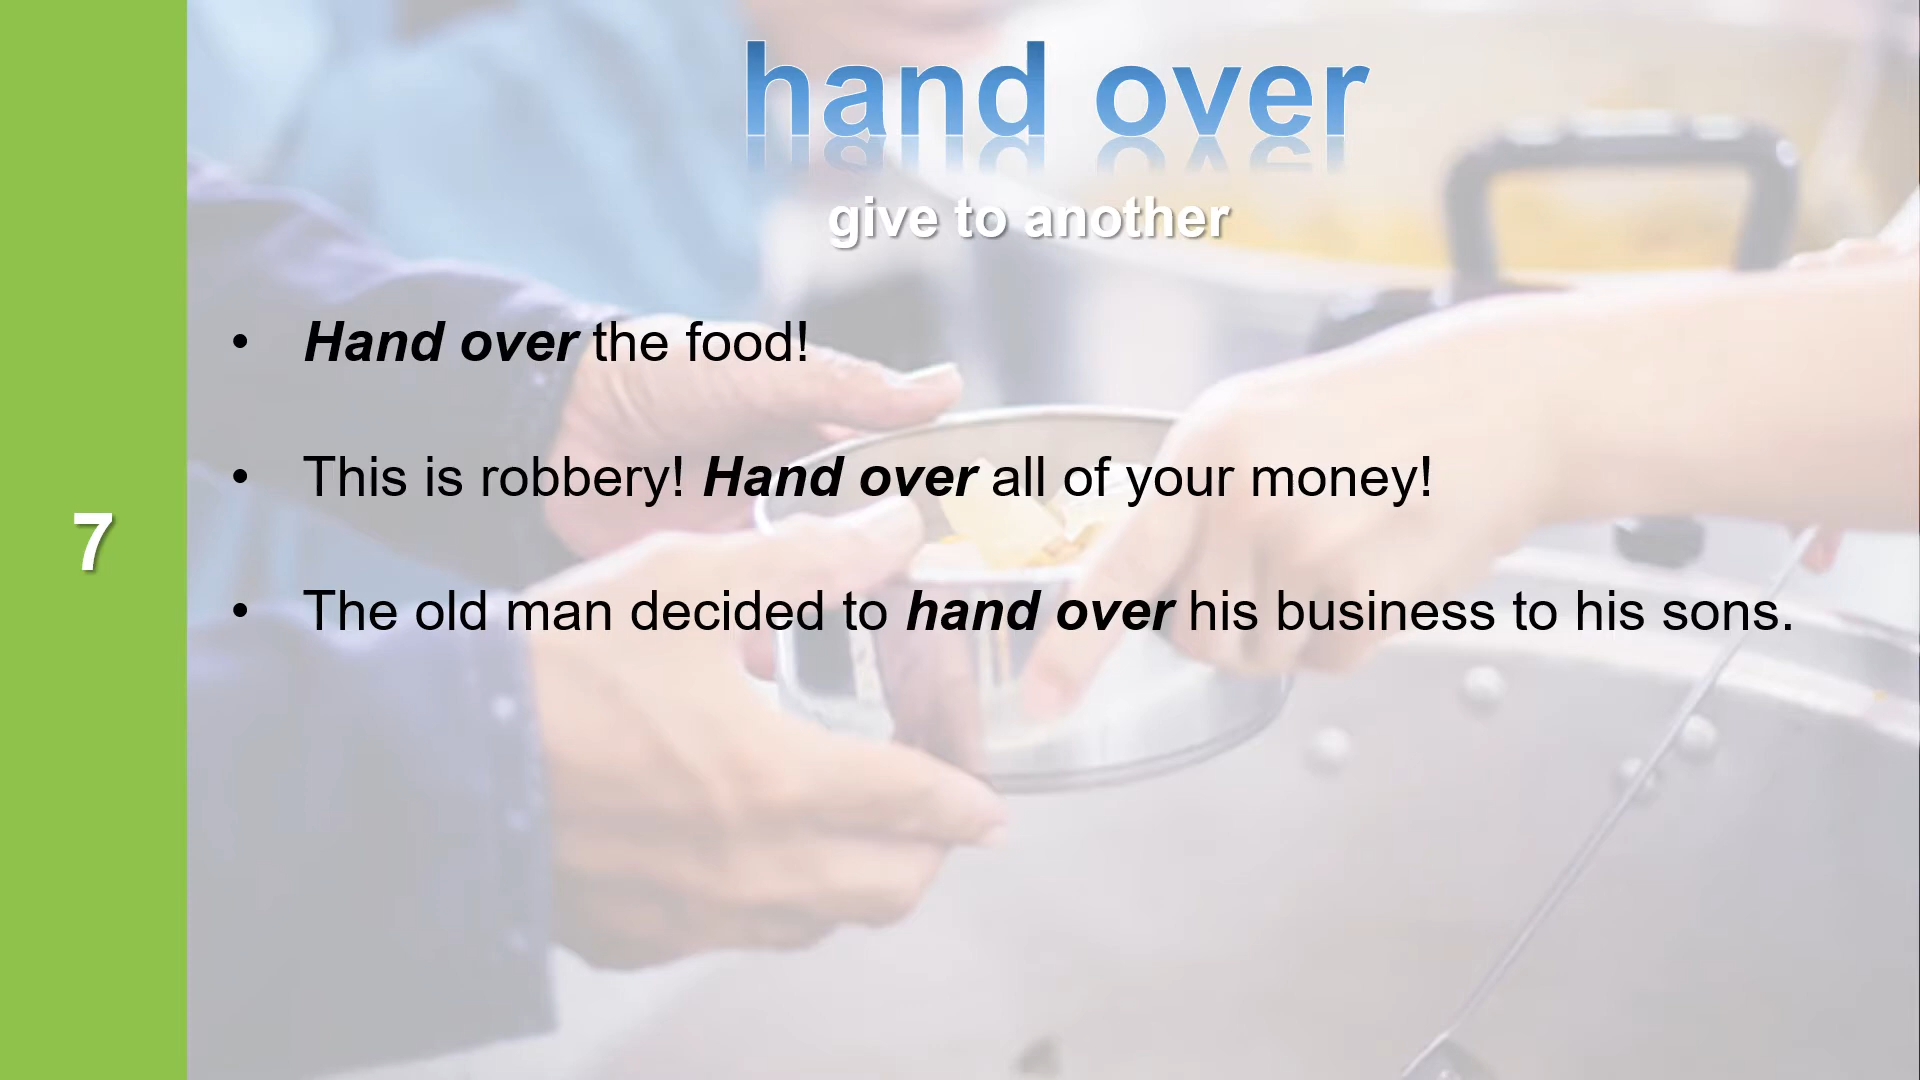 hand over
give to another
• Hand over the food!
• This is robbery! Hand over all of your money!
7
• The old man decided to hand over his business to his sons.